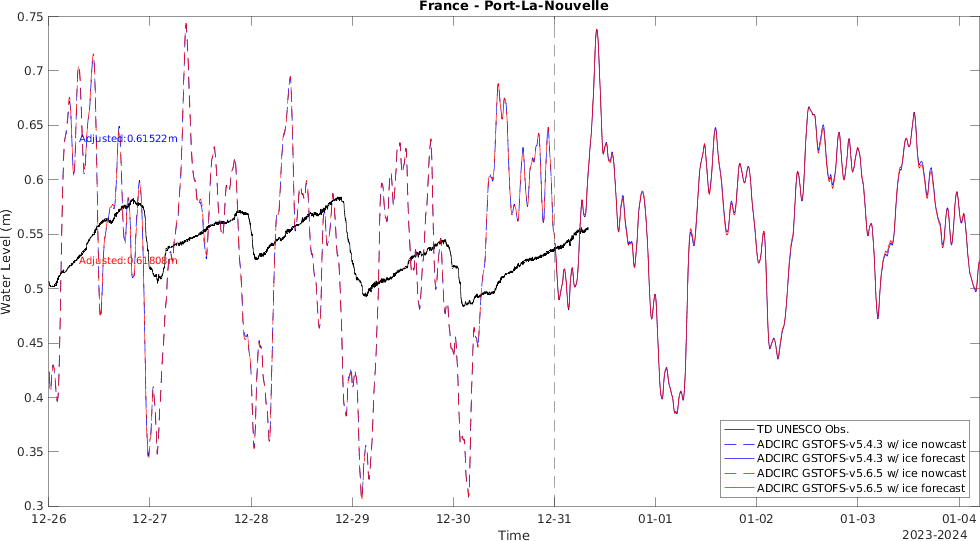 France - Port-La-Nouvelle
0.75
0.7
0.65
0.6
0.55
0.5
0.45
0.4
0.35
0.3
Water Level (m)
Adjusted:0.61522m
Adjusted:0.61808m
TD UNESCO Obs.
ADCIRC GSTOFS-v5.4.3 w/ ice nowcast
ADCIRC GSTOFS-v5.4.3 w/ ice forecast
ADCIRC GSTOFS-v5.6.5 w/ ice nowcast
ADCIRC GSTOFS-v5.6.5 w/ ice forecast
12-26 12-27 12-28 12-29 12-30 12-31 01-01 01-02 01-03 01-04
Time
2023-2024